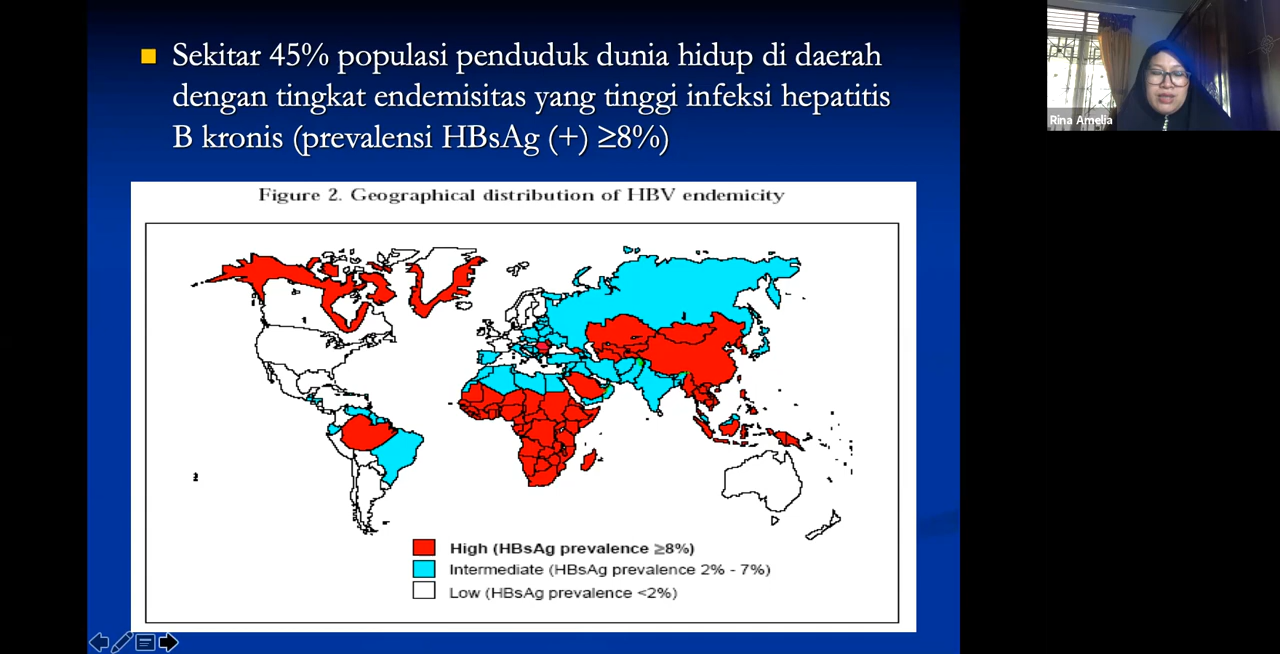 Sekitar 45% populasi penduduk dunia hidup di daerah
dengan tingkat endemisitas yang tinggi infeksi hepatitis
B kronis (prevalensi HBsAg (+) ≥8%)
Rina Amelia
Figure 2. Geographical distribution of HBV endemicity
High (HBsAg prevalence ≥8%)
Intermediate (HBsAg prevalence 2% - 7%)
Low (HBsAg prevalence <2%)